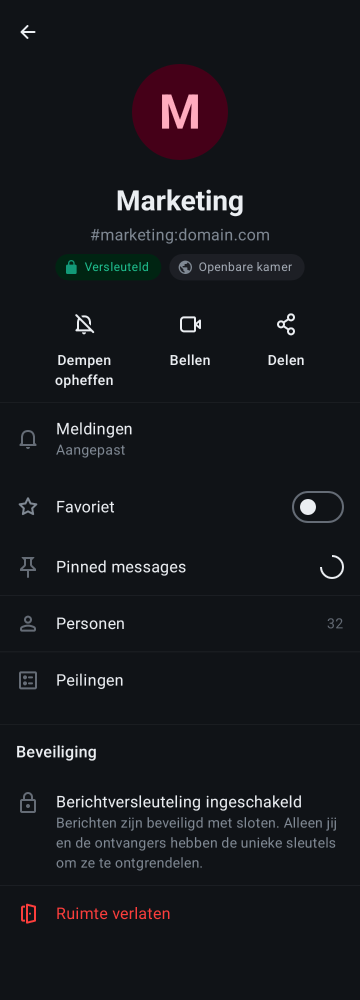 M
Marketing
#marketing:domain.com
Versleuteld
Openbare kamer
Dempen
opheffen
Bellen
Delen
Meldingen
Aangepast
Favoriet
Pinned messages
Personen
32
Peilingen
Beveiliging
Berichtversleuteling ingeschakeld
Berichten zijn beveiligd met sloten. Alleen jij
en de ontvangers hebben de unieke sleutels
om ze te ontgrendelen.
Ruimte verlaten